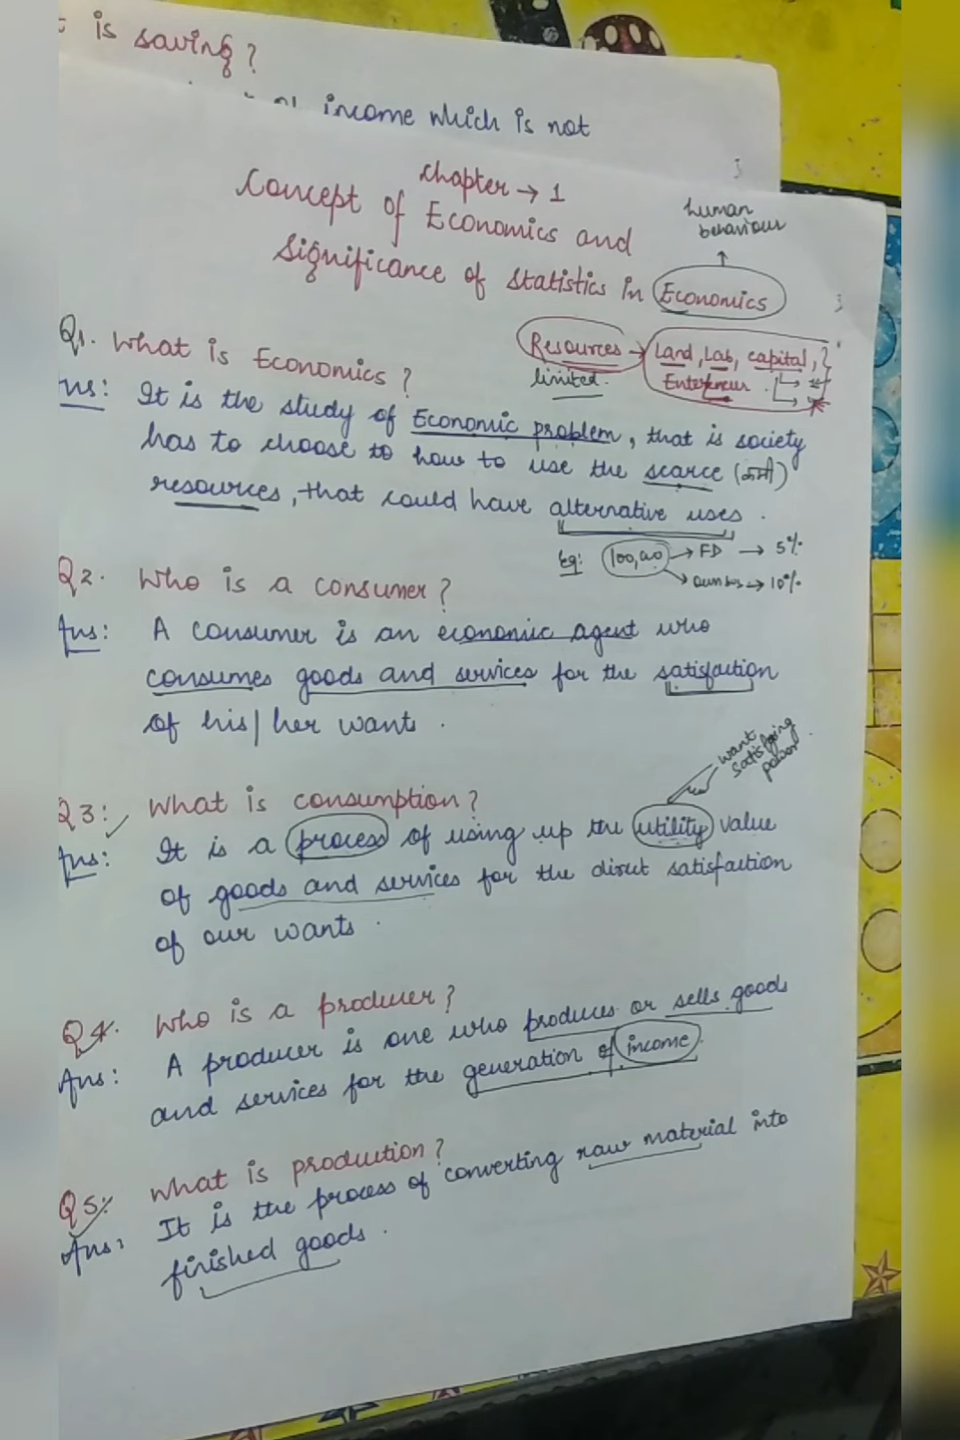 is saving?
income which is not
Chapter → 1
Concept of Economics and
Significance of Statistics in Economics
human
behaviour
Resources → Land, Lab, capital,
limited.
Q1. What is Economics?
Ans: It is the study of Economic problem, that is society
has to choose to how to use the scarce (कमी)
resources, that could have alternative uses.
Eg: → FD → 5%
→ 10%
Q2. Who is a consumer?
Ans: A consumer is an economic agent who
consumes goods and services for the satisfaction
of his/her wants.
want
satisfying
power
Q3: What is consumption?
Ans: It is a process of using up the utility value
of goods and services for the direct satisfaction
of our wants.
Q4. Who is a producer?
Ans: A producer is one who produces or sells goods
and services for the generation of income.
Q5: What is production?
Ans: It is the process of converting raw material into
finished goods.